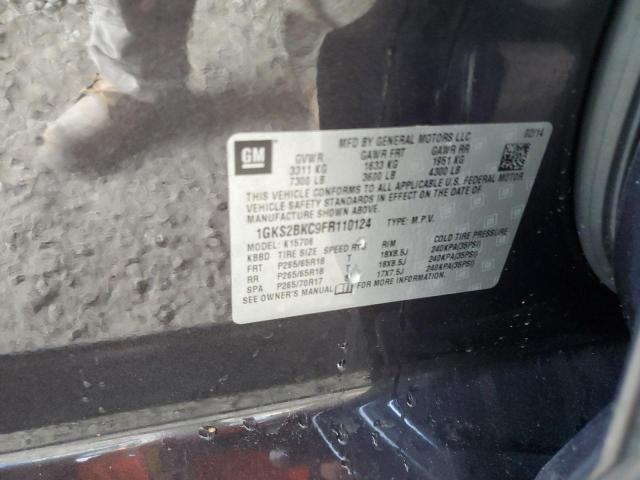 GM
MFD BY GENERAL MOTORS LLC 02/14
GVWR GAWR FRT GAWR RR
3311 KG 1633 KG 1951 KG
7300 LB 3600 LB 4300 LB
THIS VEHICLE CONFORMS TO ALL APPLICABLE U.S. FEDERAL MOTOR
VEHICLE SAFETY STANDARDS IN EFFECT ON THE DATE OF
MANUFACTURE SHOWN ABOVE.
1GKS2BKC9FR110124 TYPE: M.P.V.
MODEL: K15706
KBBD TIRE SIZE SPEED RTG RIM COLD TIRE PRESSURE
FRT P265/65R18 T 18X8.5J 240KPA(35PSI)
RR P265/65R18 T 18X8.5J 240KPA(35PSI)
SPA P265/70R17 17X7.5J 240KPA(35PSI)
SEE OWNER'S MANUAL FOR MORE INFORMATION.